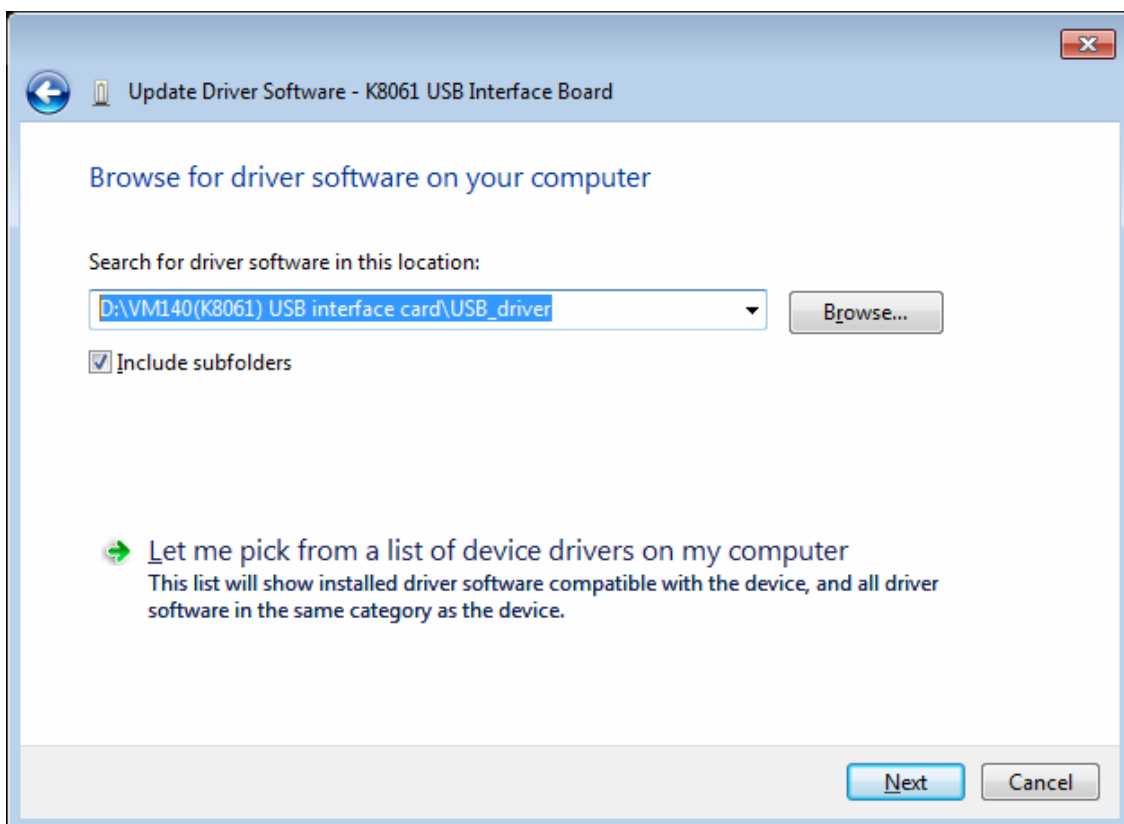 Update Driver Software - K8061 USB Interface Board
Browse for driver software on your computer
Search for driver software in this location:
D:\VM140(K8061) USB interface card\USB_driver
Browse...
Include subfolders
Let me pick from a list of device drivers on my computer
This list will show installed driver software compatible with the device, and all driver
software in the same category as the device.
Next
Cancel